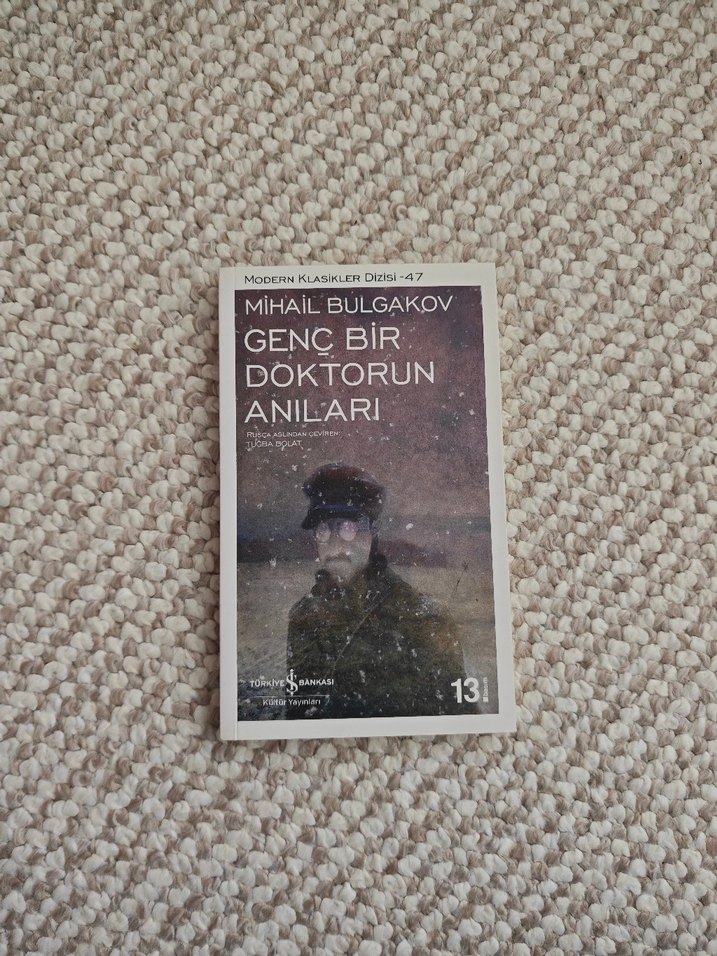 MODERN KLASİKLER DİZİSİ -47
MİHAİL BULGAKOV
GENÇ BİR
DOKTORUN
ANILARI
RUSÇA ASLINDAN ÇEVİREN:
TUĞBA BOLAT
TÜRKİYE İŞ BANKASI
Kültür Yayınları
13
basım